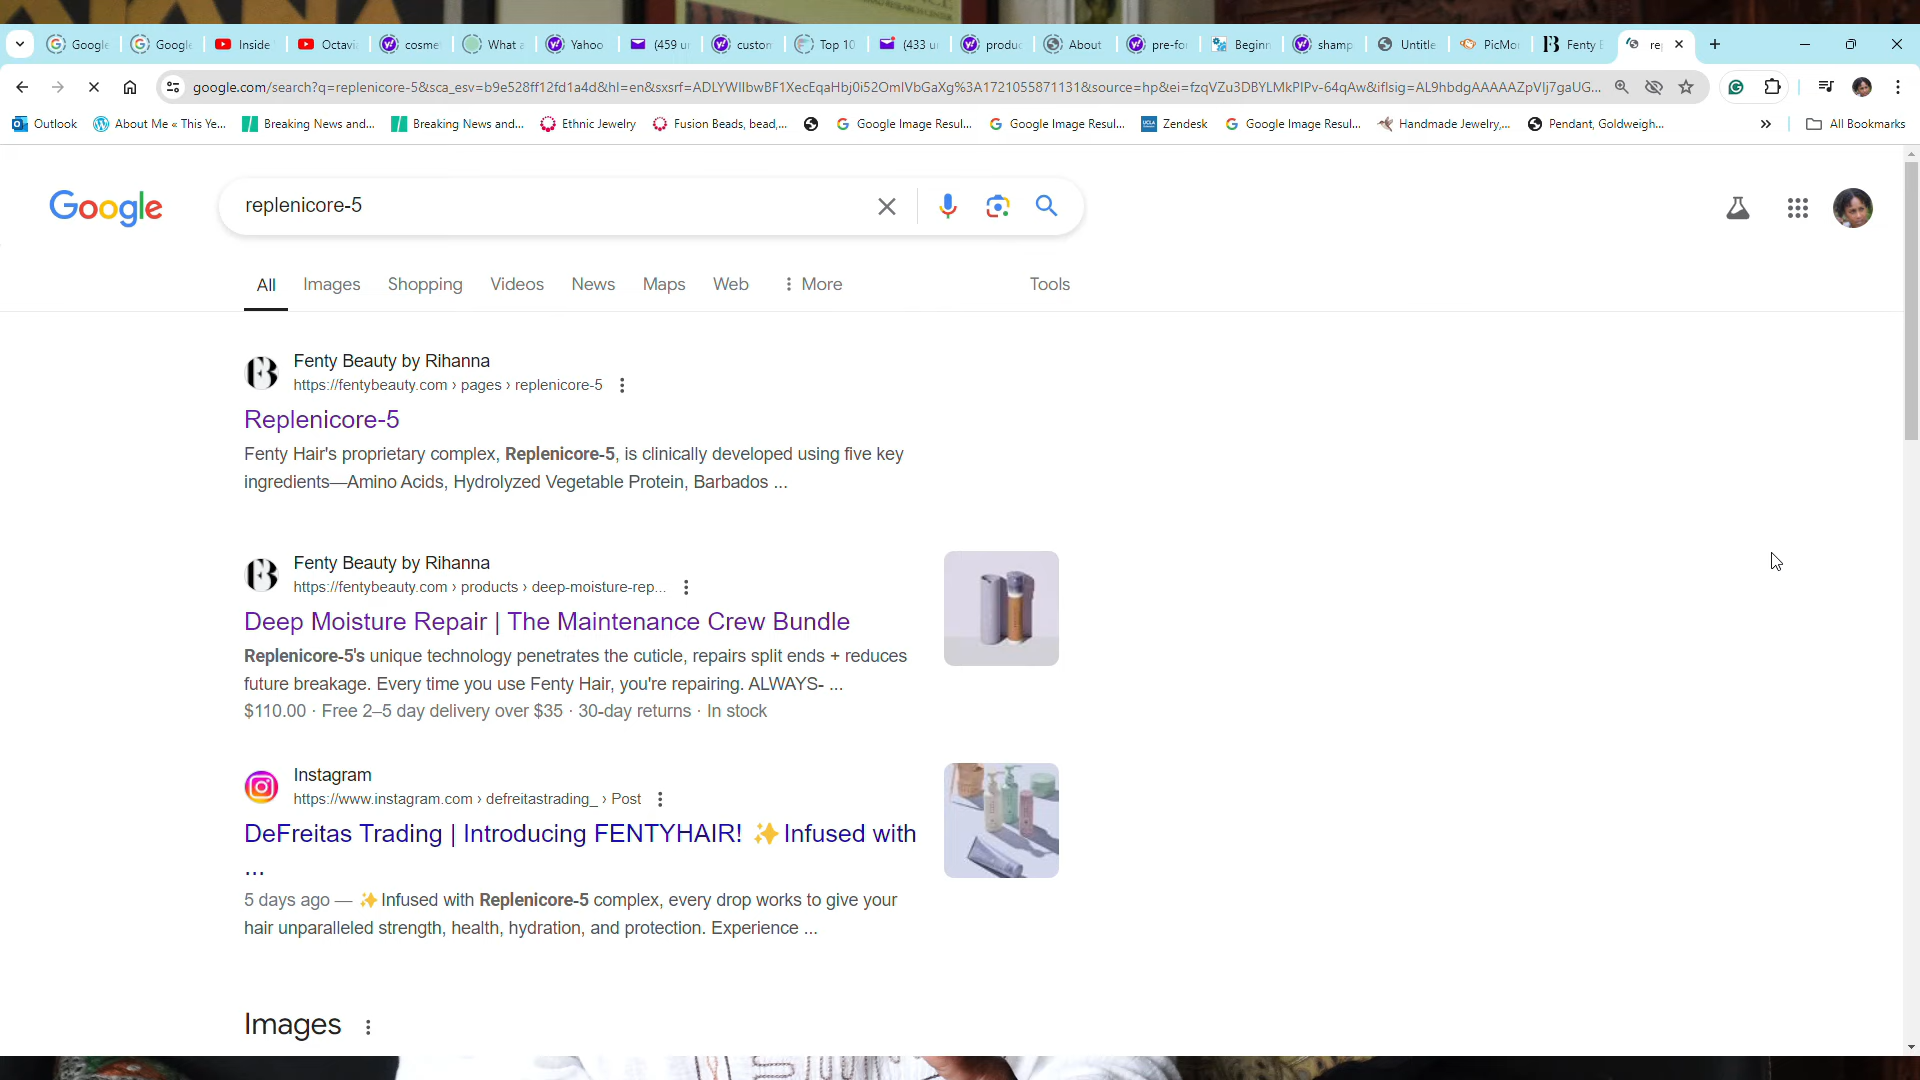 Google
Google
Inside
Octavi
cosme
What a
Yahoo
(459 un
custom
Top 10
(433 un
produc
About
pre-for
Beginn
shamp
Untitle
PicMo
Fenty B
rep
google.com/search?q=replenicore-5&sca_esv=b9e528ff12fd1a4d&hl=en&sxsrf=ADLYWIIbwBF1XecEqaHbj0i52OmIVbGaXg%3A1721055871131&source=hp&ei=fzqVZu3DBYLMkPIPv-64qAw&iflsig=AL9hbdgAAAAAZpVIj7gaUG...
Outlook
About Me « This Ye...
Breaking News and...
Breaking News and...
Ethnic Jewelry
Fusion Beads, bead,...
Google Image Resul...
Google Image Resul...
Zendesk
Google Image Resul...
Handmade Jewelry,...
Pendant, Goldweigh...
» All Bookmarks
Google
replenicore-5
All Images Shopping Videos News Maps Web More Tools
Fenty Beauty by Rihanna
https://fentybeauty.com › pages › replenicore-5
Replenicore-5
Fenty Hair's proprietary complex, Replenicore-5, is clinically developed using five key
ingredients—Amino Acids, Hydrolyzed Vegetable Protein, Barbados ...
Fenty Beauty by Rihanna
https://fentybeauty.com › products › deep-moisture-rep...
Deep Moisture Repair | The Maintenance Crew Bundle
Replenicore-5's unique technology penetrates the cuticle, repairs split ends + reduces
future breakage. Every time you use Fenty Hair, you're repairing. ALWAYS- ...
$110.00 · Free 2–5 day delivery over $35 · 30-day returns · In stock
Instagram
https://www.instagram.com › defreitastrading_ › Post
DeFreitas Trading | Introducing FENTYHAIR! ✨ Infused with
...
5 days ago — ✨ Infused with Replenicore-5 complex, every drop works to give your
hair unparalleled strength, health, hydration, and protection. Experience ...
Images